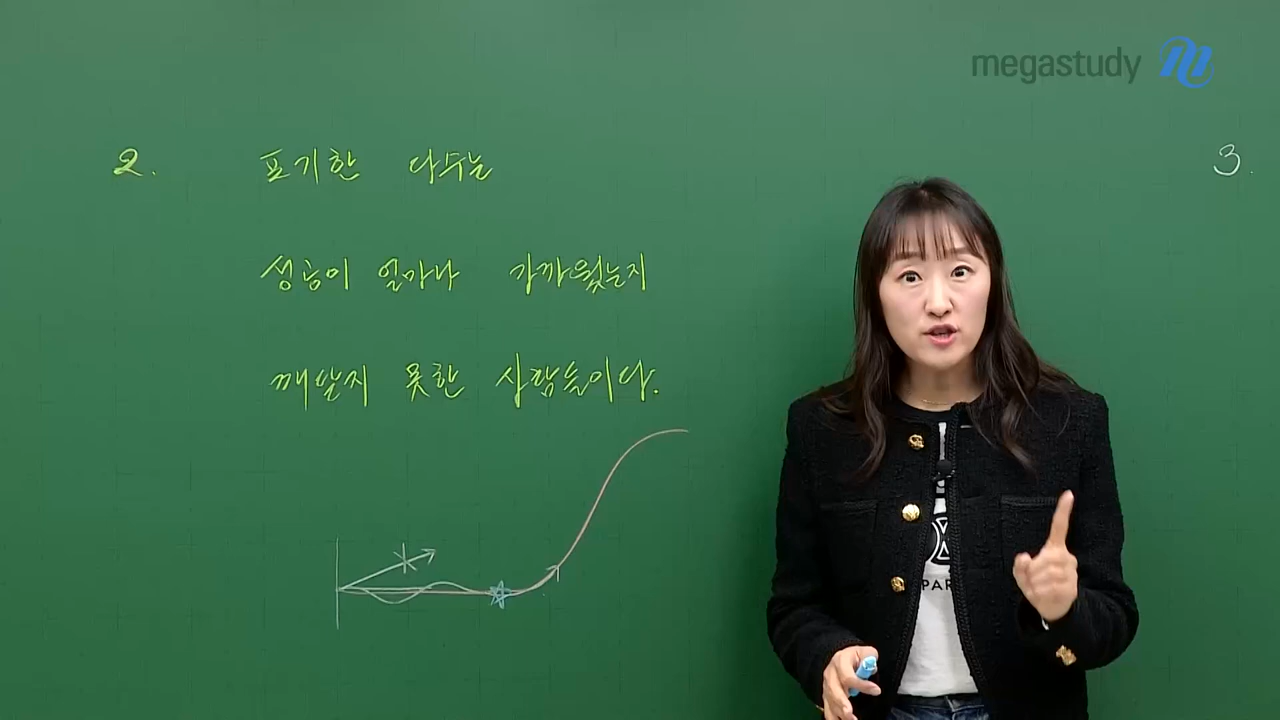 megastudy
2. 포기한 다수는
성공이 얼마나 가까웠는지
깨닫지 못한 사람들이다.
3.
PAR